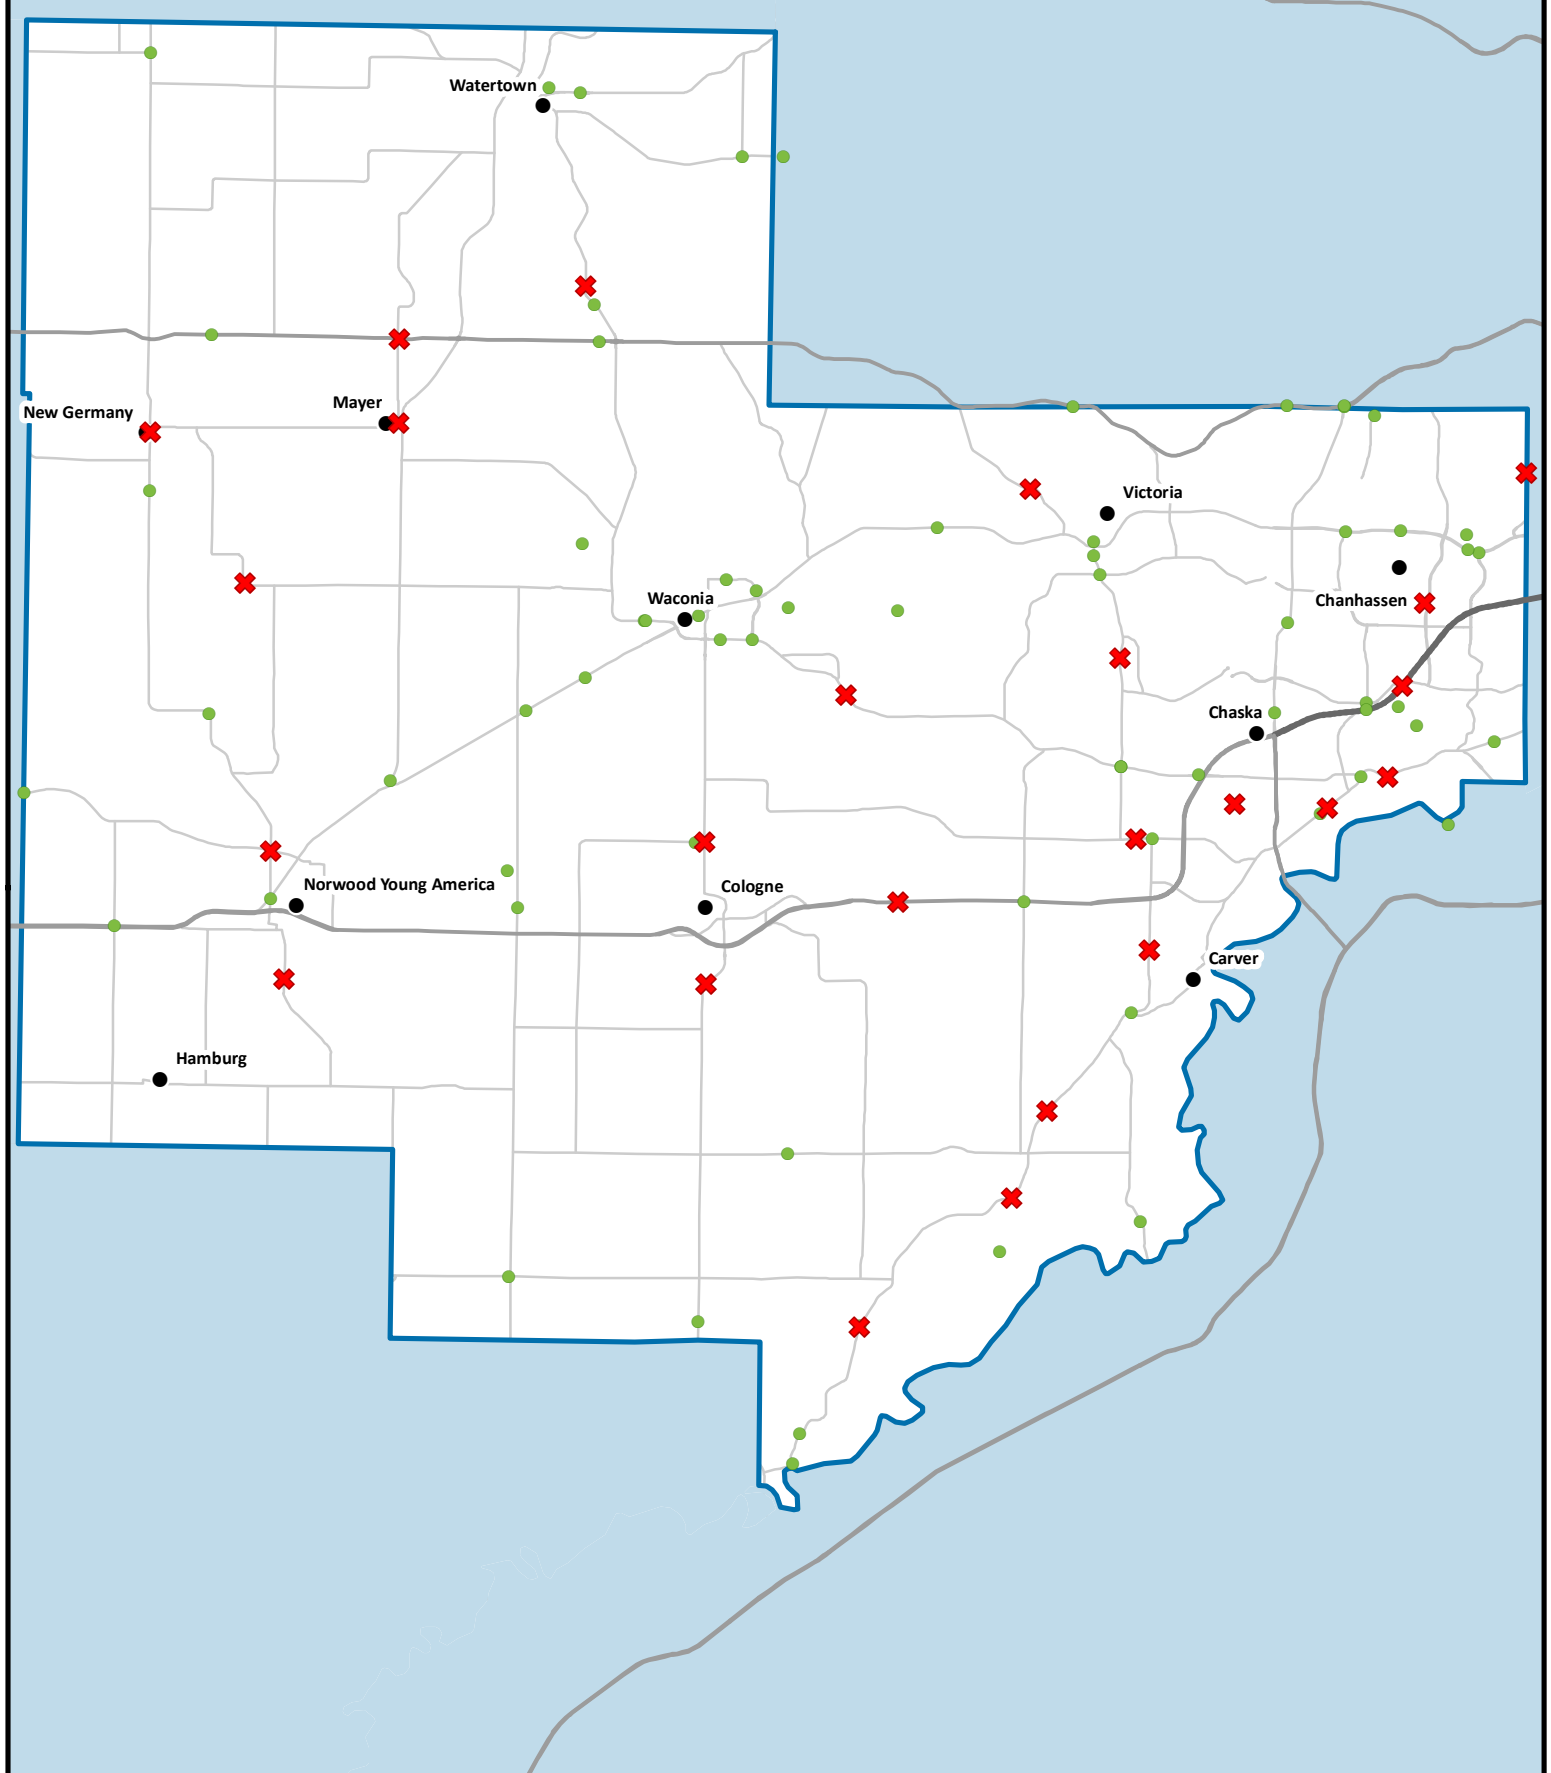 Watertown
New Germany
Mayer
Victoria
Waconia
Chanhassen
Chaska
Norwood Young America
Cologne
Carver
Hamburg